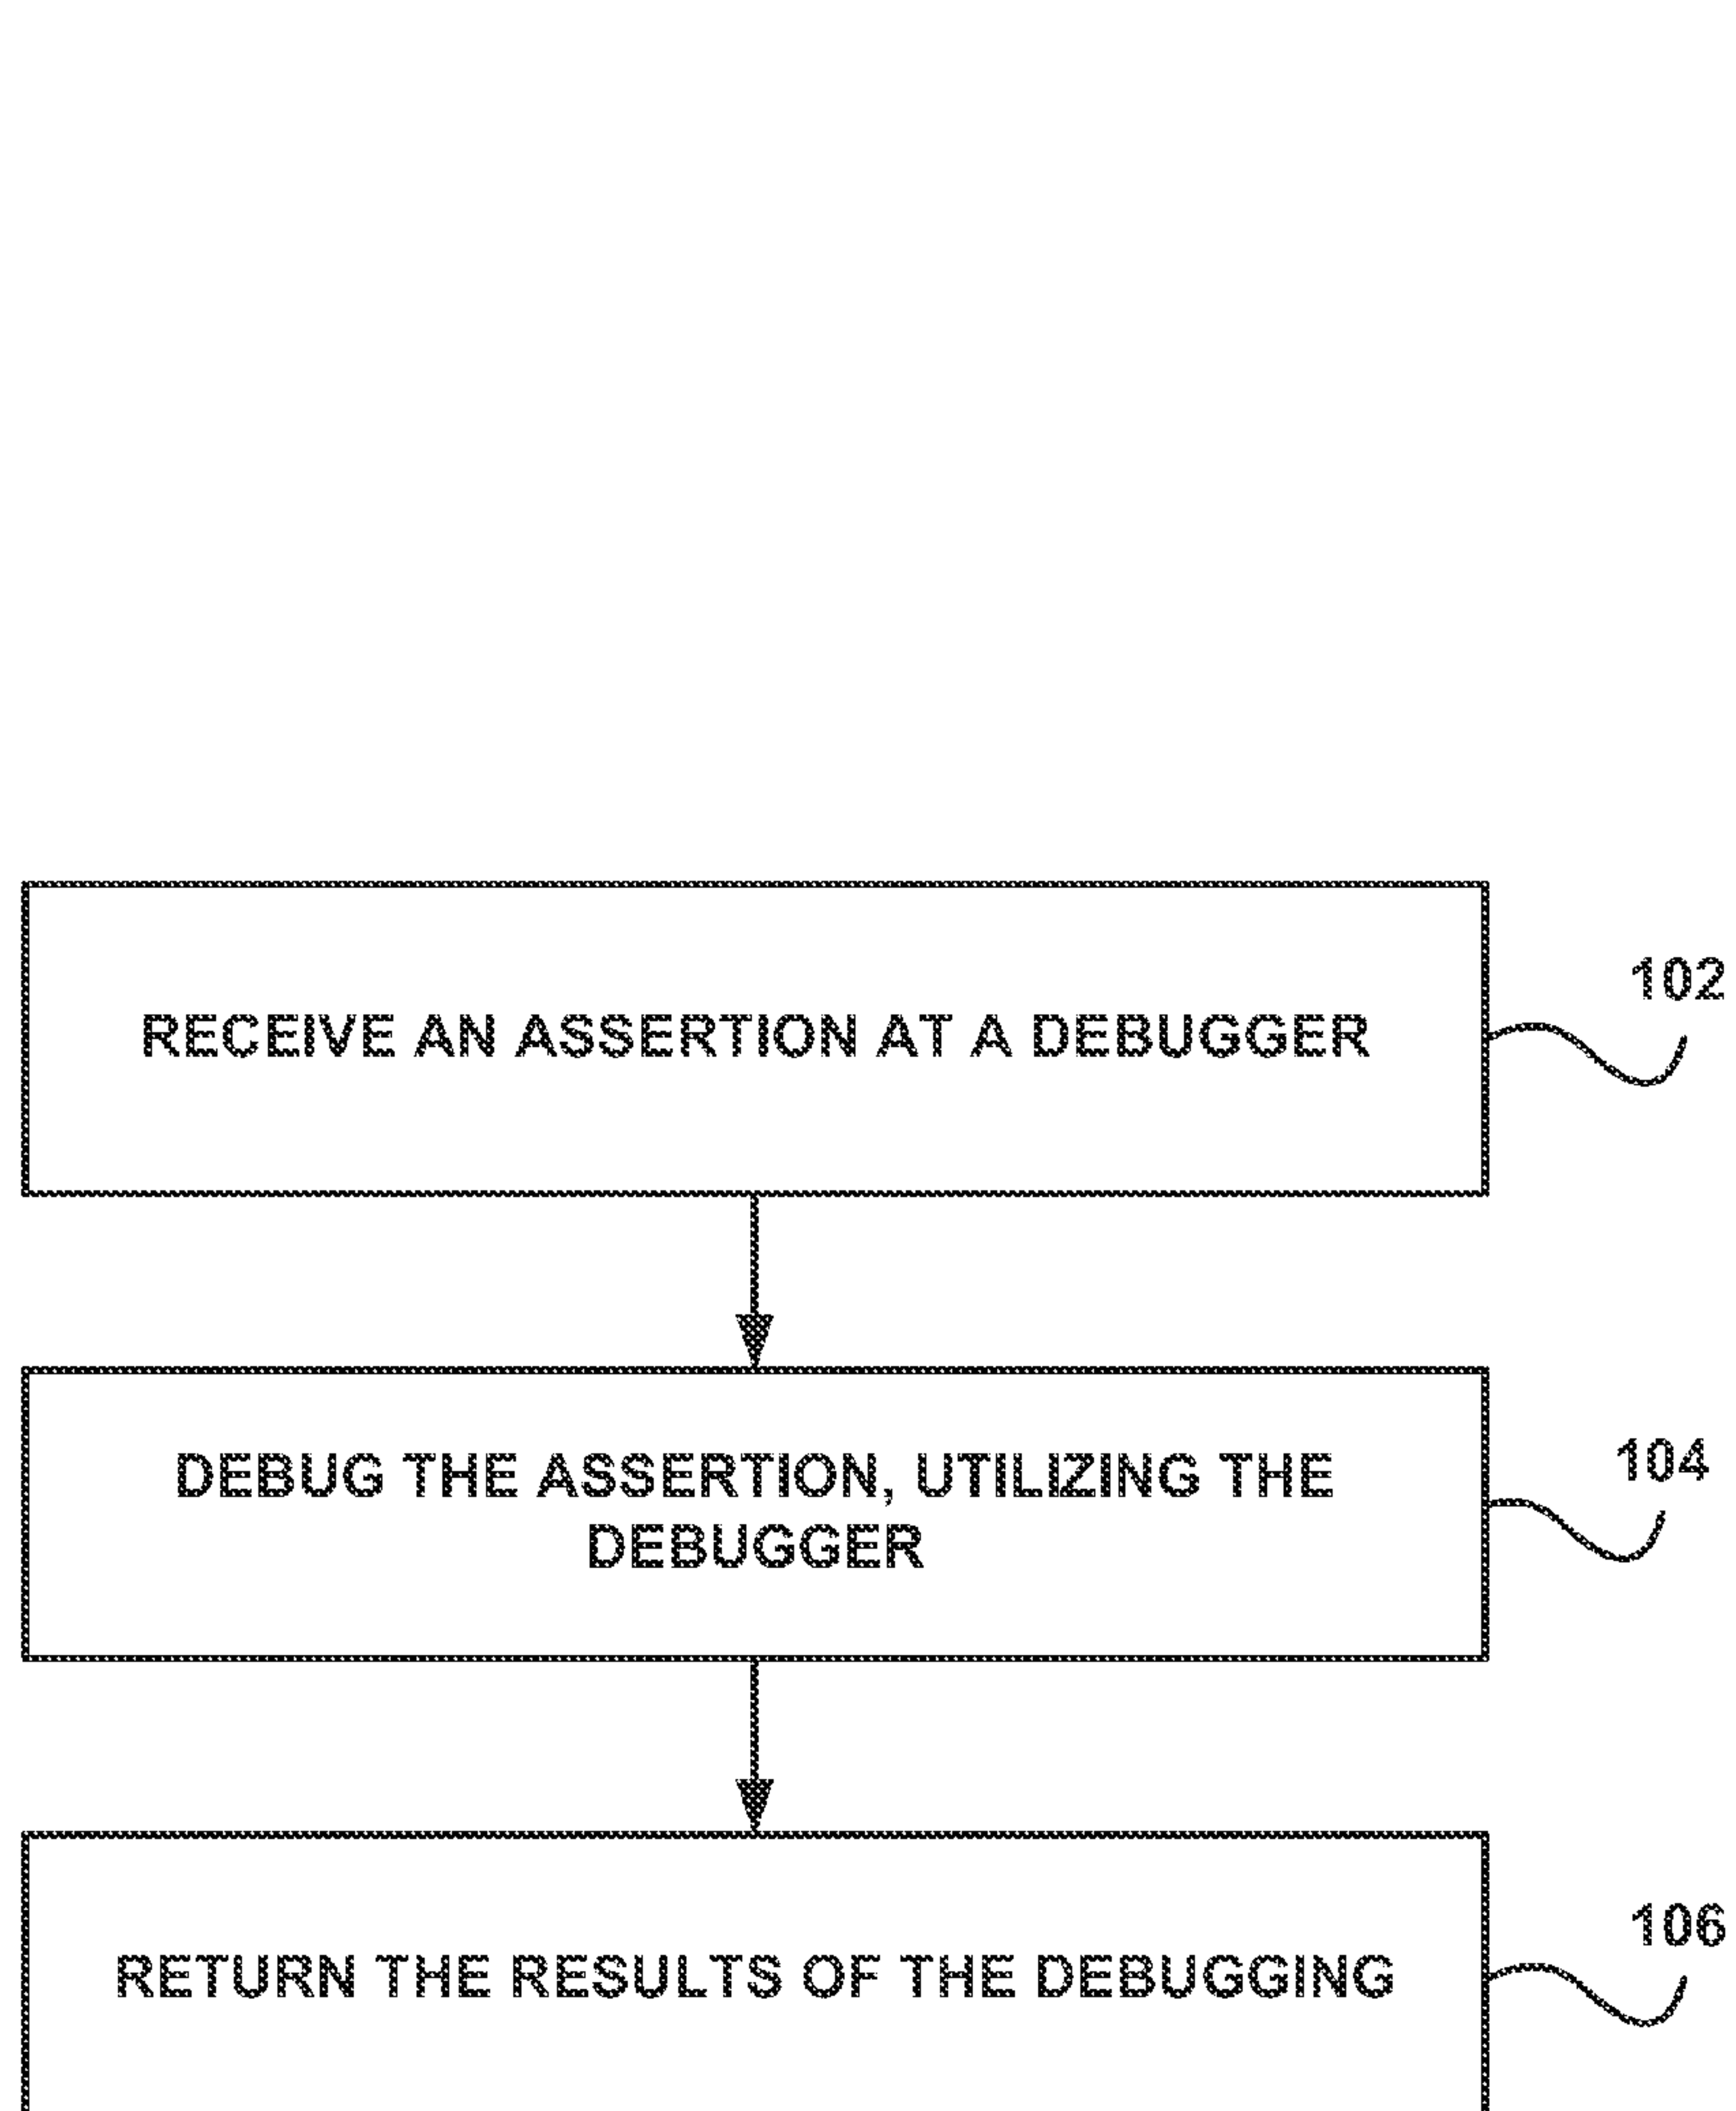 RECEIVE AN ASSERTION AT A DEBUGGER
102
DEBUG THE ASSERTION, UTILIZING THE
DEBUGGER
104
RETURN THE RESULTS OF THE DEBUGGING
106